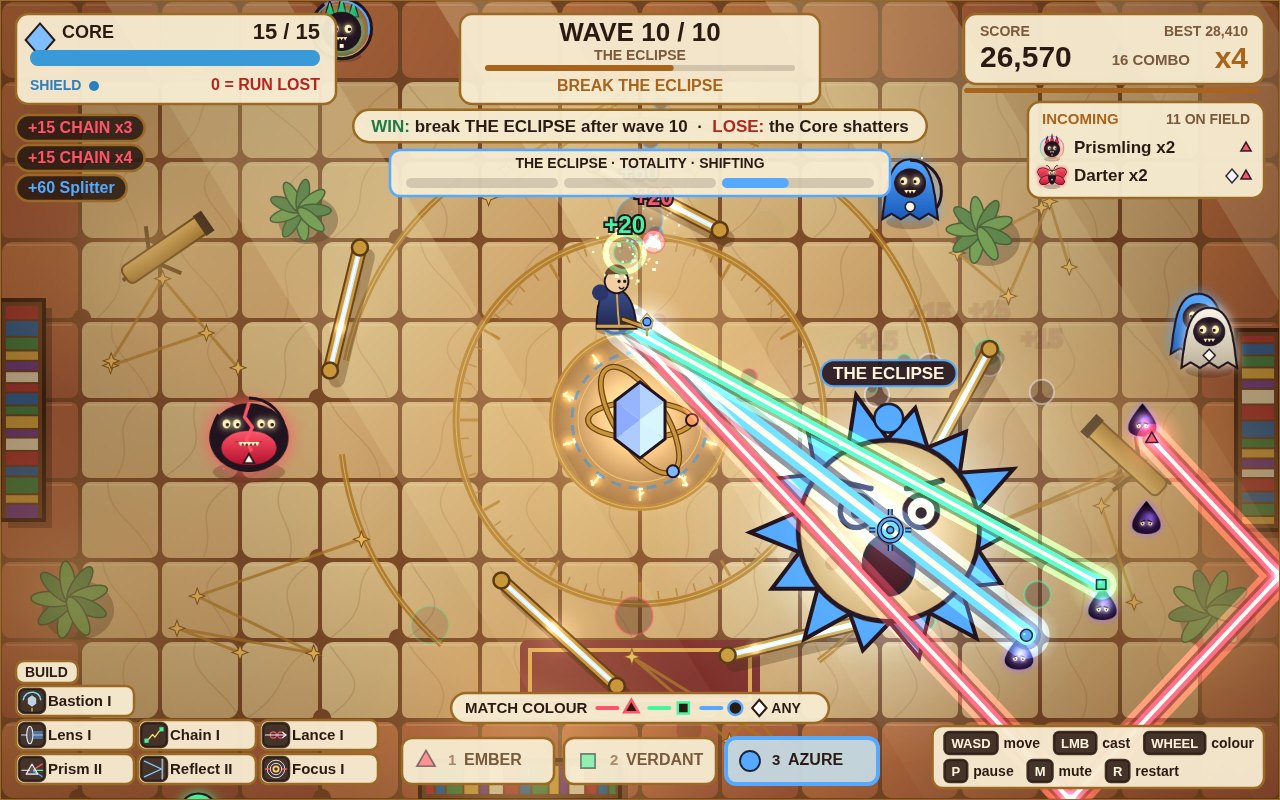 CORE 15 / 15
SHIELD 0 = RUN LOST
+15 CHAIN x3
+15 CHAIN x4
+60 Splitter
WAVE 10 / 10
THE ECLIPSE
BREAK THE ECLIPSE
WIN: break THE ECLIPSE after wave 10 · LOSE: the Core shatters
THE ECLIPSE · TOTALITY · SHIFTING
SCORE BEST 28,410
26,570 16 COMBO x4
INCOMING 11 ON FIELD
Prismling x2
Darter x2
+20
+20
+15
THE ECLIPSE
BUILD
Bastion I
Lens I Chain I Lance I
Prism II Reflect II Focus I
MATCH COLOUR ANY
1 EMBER 2 VERDANT 3 AZURE
WASD move LMB cast WHEEL colour
P pause M mute R restart